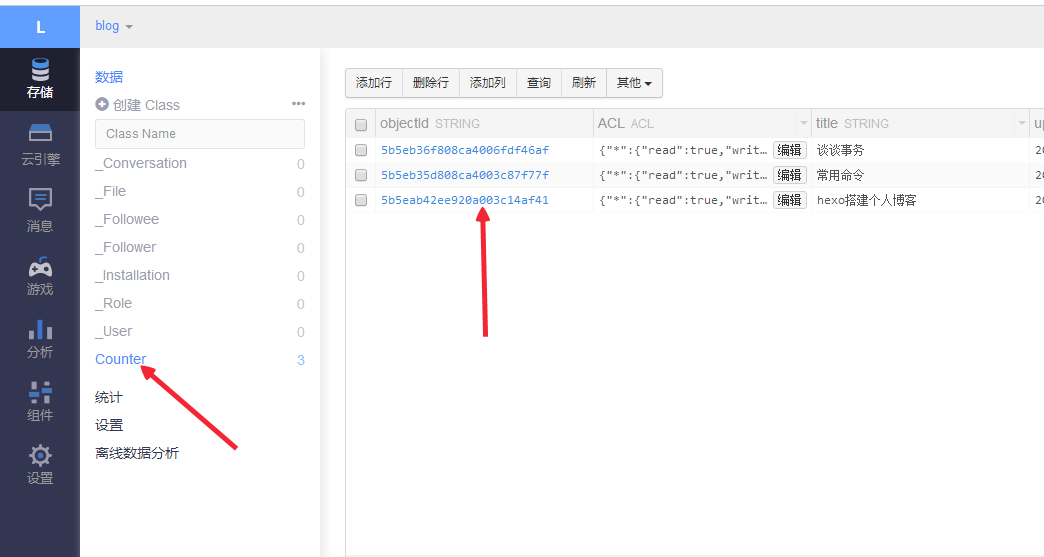 L
blog
存储
云引擎
消息
游戏
分析
组件
设置
数据
创建 Class
Class Name
_Conversation 0
_File 0
_Followee 0
_Follower 0
_Installation 0
_Role 0
_User 0
Counter 3
统计
设置
离线数据分析
添加行 删除行 添加列 查询 刷新 其他
objectId STRING ACL ACL title STRING up
5b5eb36f808ca4006fdf46af {"*":{"read":true,"writ… 编辑 谈谈事务 20
5b5eb35d808ca4003c87f77f {"*":{"read":true,"writ… 编辑 常用命令 20
5b5eab42ee920a003c14af41 {"*":{"read":true,"writ… 编辑 hexo搭建个人博客 20